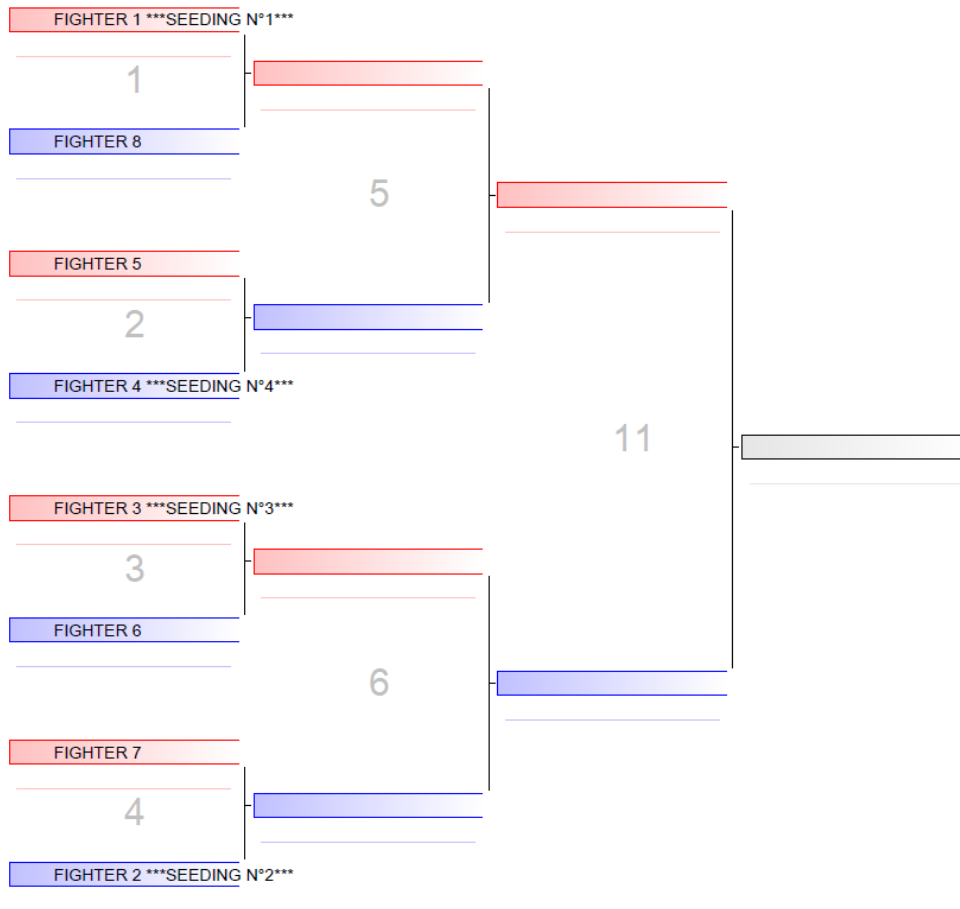 FIGHTER 1 ***SEEDING N°1***
1
FIGHTER 8
5
FIGHTER 5
2
FIGHTER 4 ***SEEDING N°4***
11
FIGHTER 3 ***SEEDING N°3***
3
FIGHTER 6
6
FIGHTER 7
4
FIGHTER 2 ***SEEDING N°2***